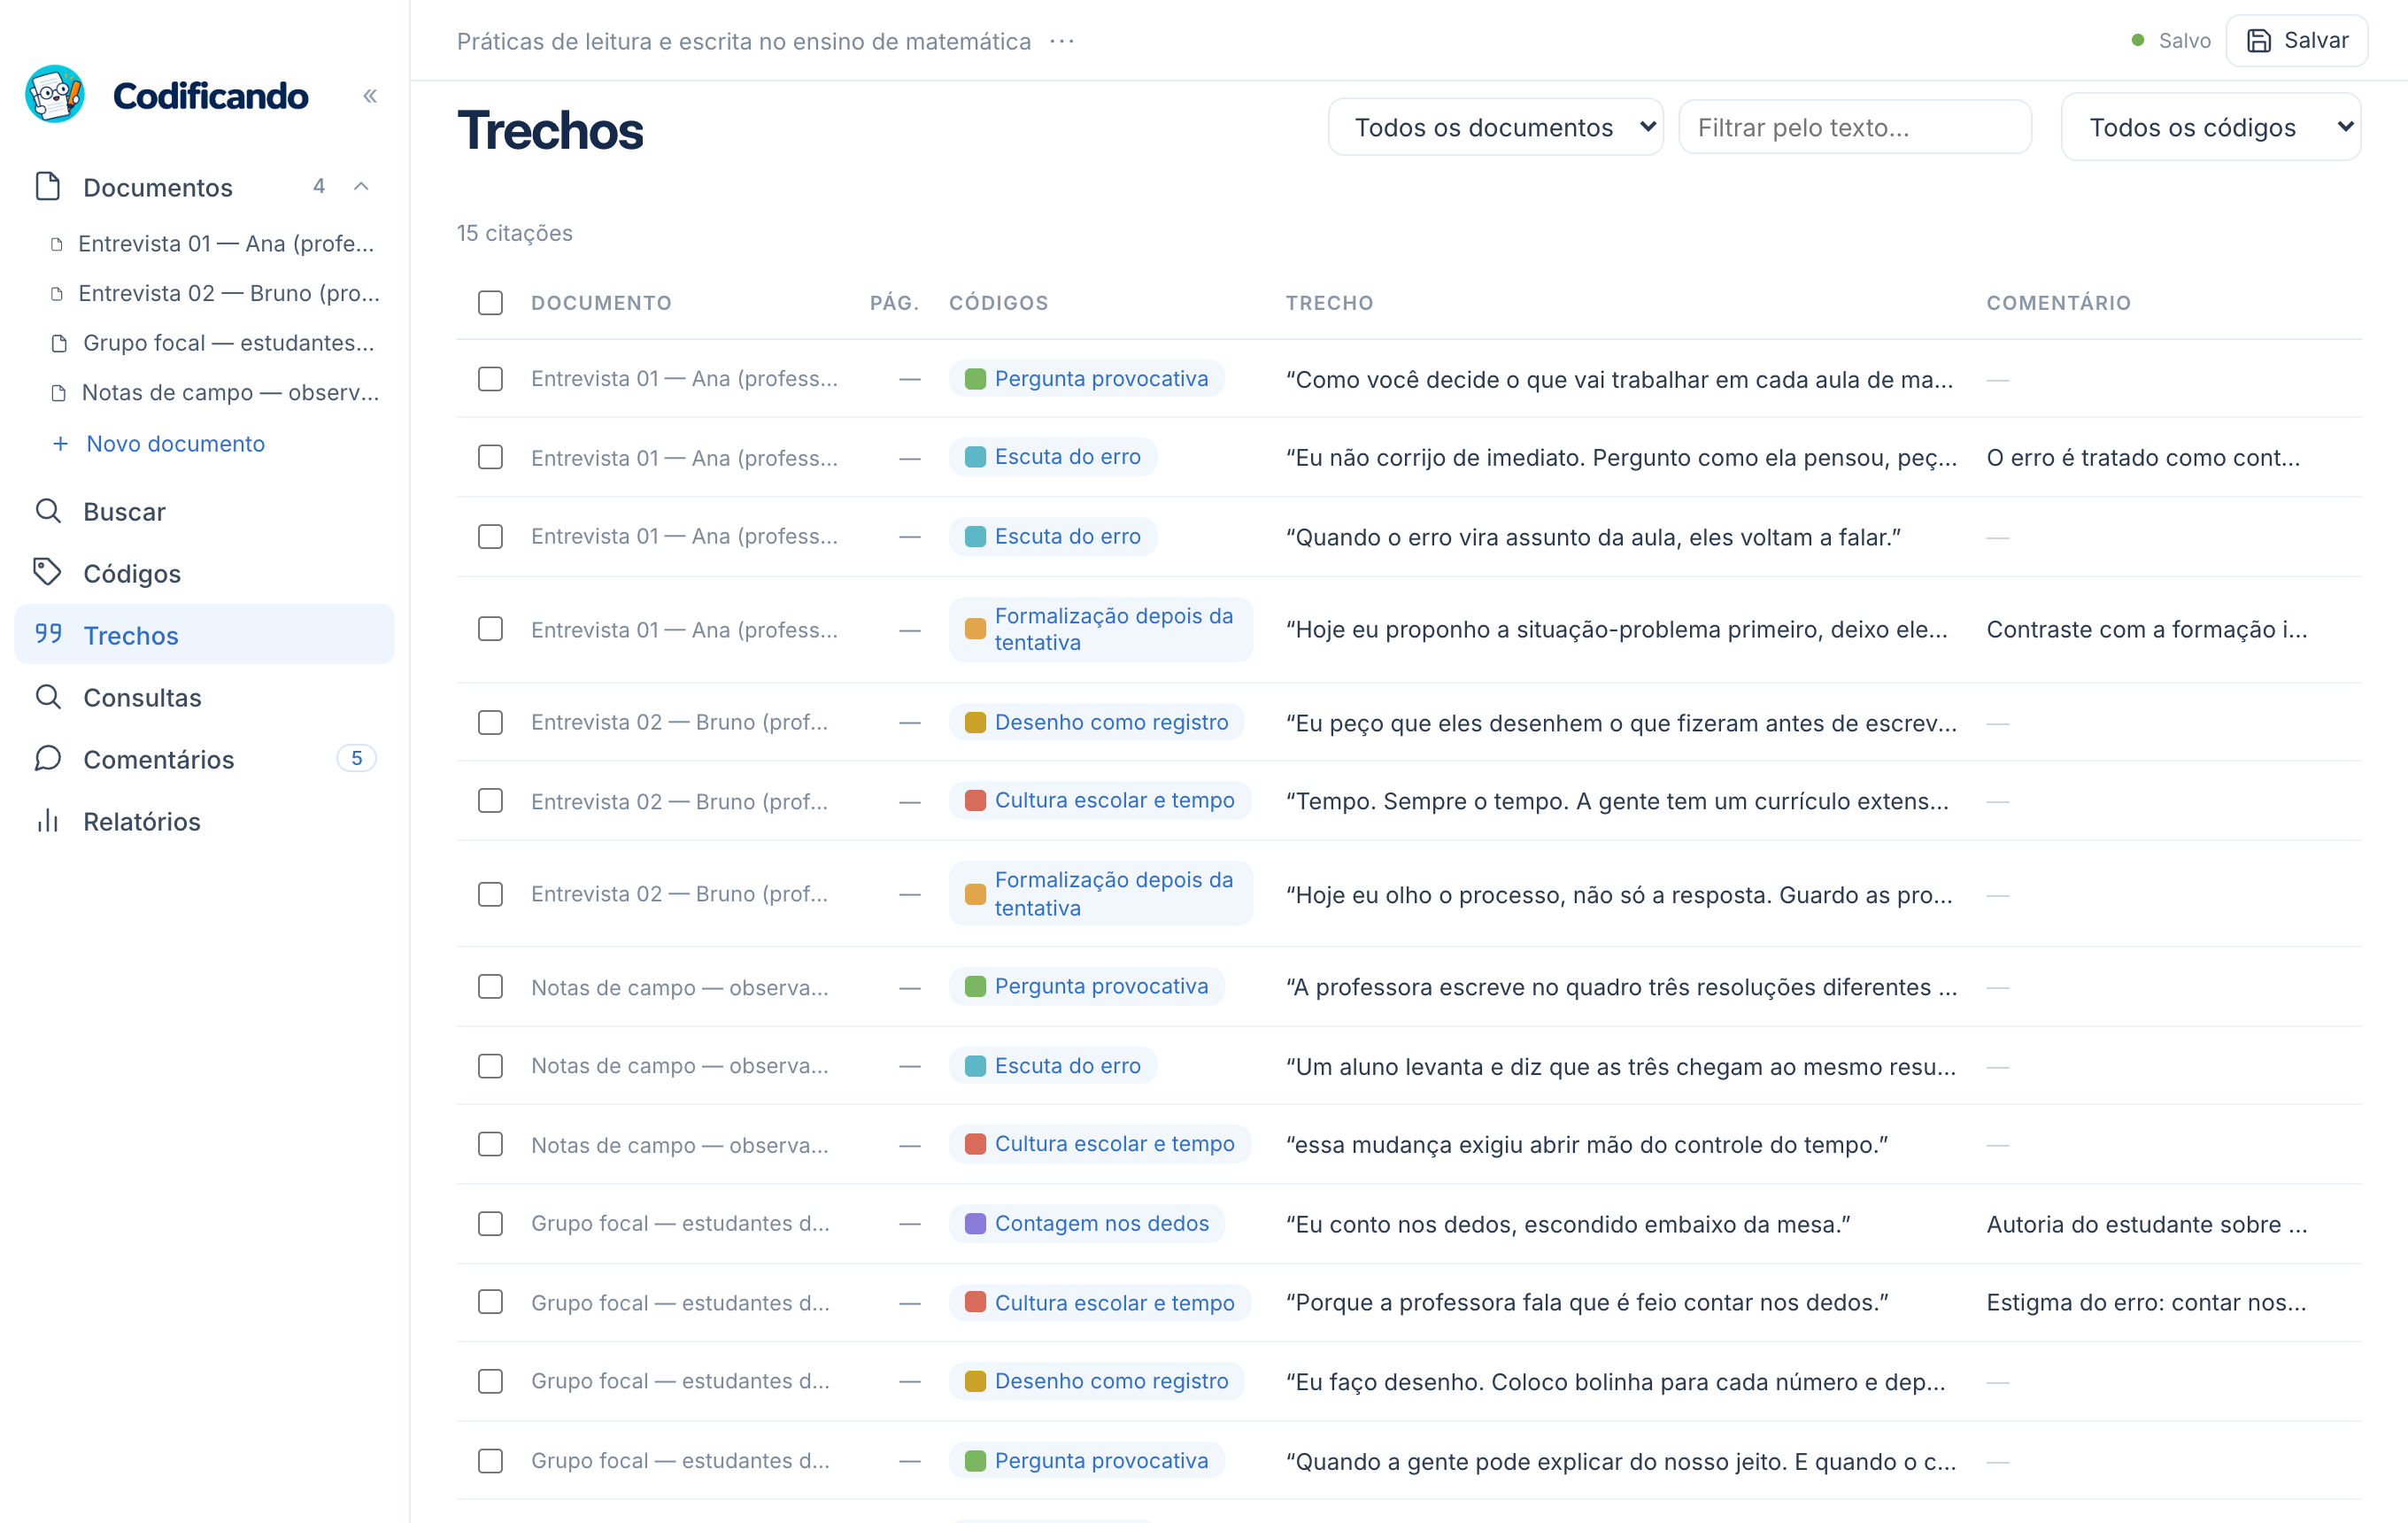 Codificando
«
Documentos 4
Entrevista 01 — Ana (profe...
Entrevista 02 — Bruno (pro...
Grupo focal — estudantes...
Notas de campo — observ...
+ Novo documento
Buscar
Códigos
Trechos
Consultas
Comentários 5
Relatórios
Práticas de leitura e escrita no ensino de matemática ...
Salvo
Salvar
Trechos
Todos os documentos
Filtrar pelo texto...
Todos os códigos
15 citações
DOCUMENTO PÁG. CÓDIGOS TRECHO COMENTÁRIO
Entrevista 01 — Ana (profess... — Pergunta provocativa “Como você decide o que vai trabalhar em cada aula de ma... —
Entrevista 01 — Ana (profess... — Escuta do erro “Eu não corrijo de imediato. Pergunto como ela pensou, peç... O erro é tratado como cont...
Entrevista 01 — Ana (profess... — Escuta do erro “Quando o erro vira assunto da aula, eles voltam a falar.” —
Entrevista 01 — Ana (profess... — Formalização depois da
tentativa
“Hoje eu proponho a situação-problema primeiro, deixo ele... Contraste com a formação i...
Entrevista 02 — Bruno (prof... — Desenho como registro “Eu peço que eles desenhem o que fizeram antes de escrev... —
Entrevista 02 — Bruno (prof... — Cultura escolar e tempo “Tempo. Sempre o tempo. A gente tem um currículo extens... —
Entrevista 02 — Bruno (prof... — Formalização depois da
tentativa
“Hoje eu olho o processo, não só a resposta. Guardo as pro... —
Notas de campo — observa... — Pergunta provocativa “A professora escreve no quadro três resoluções diferentes ... —
Notas de campo — observa... — Escuta do erro “Um aluno levanta e diz que as três chegam ao mesmo resu... —
Notas de campo — observa... — Cultura escolar e tempo “essa mudança exigiu abrir mão do controle do tempo.” —
Grupo focal — estudantes d... — Contagem nos dedos “Eu conto nos dedos, escondido embaixo da mesa.” Autoria do estudante sobre ...
Grupo focal — estudantes d... — Cultura escolar e tempo “Porque a professora fala que é feio contar nos dedos.” Estigma do erro: contar nos...
Grupo focal — estudantes d... — Desenho como registro “Eu faço desenho. Coloco bolinha para cada número e dep... —
Grupo focal — estudantes d... — Pergunta provocativa “Quando a gente pode explicar do nosso jeito. E quando o c... —